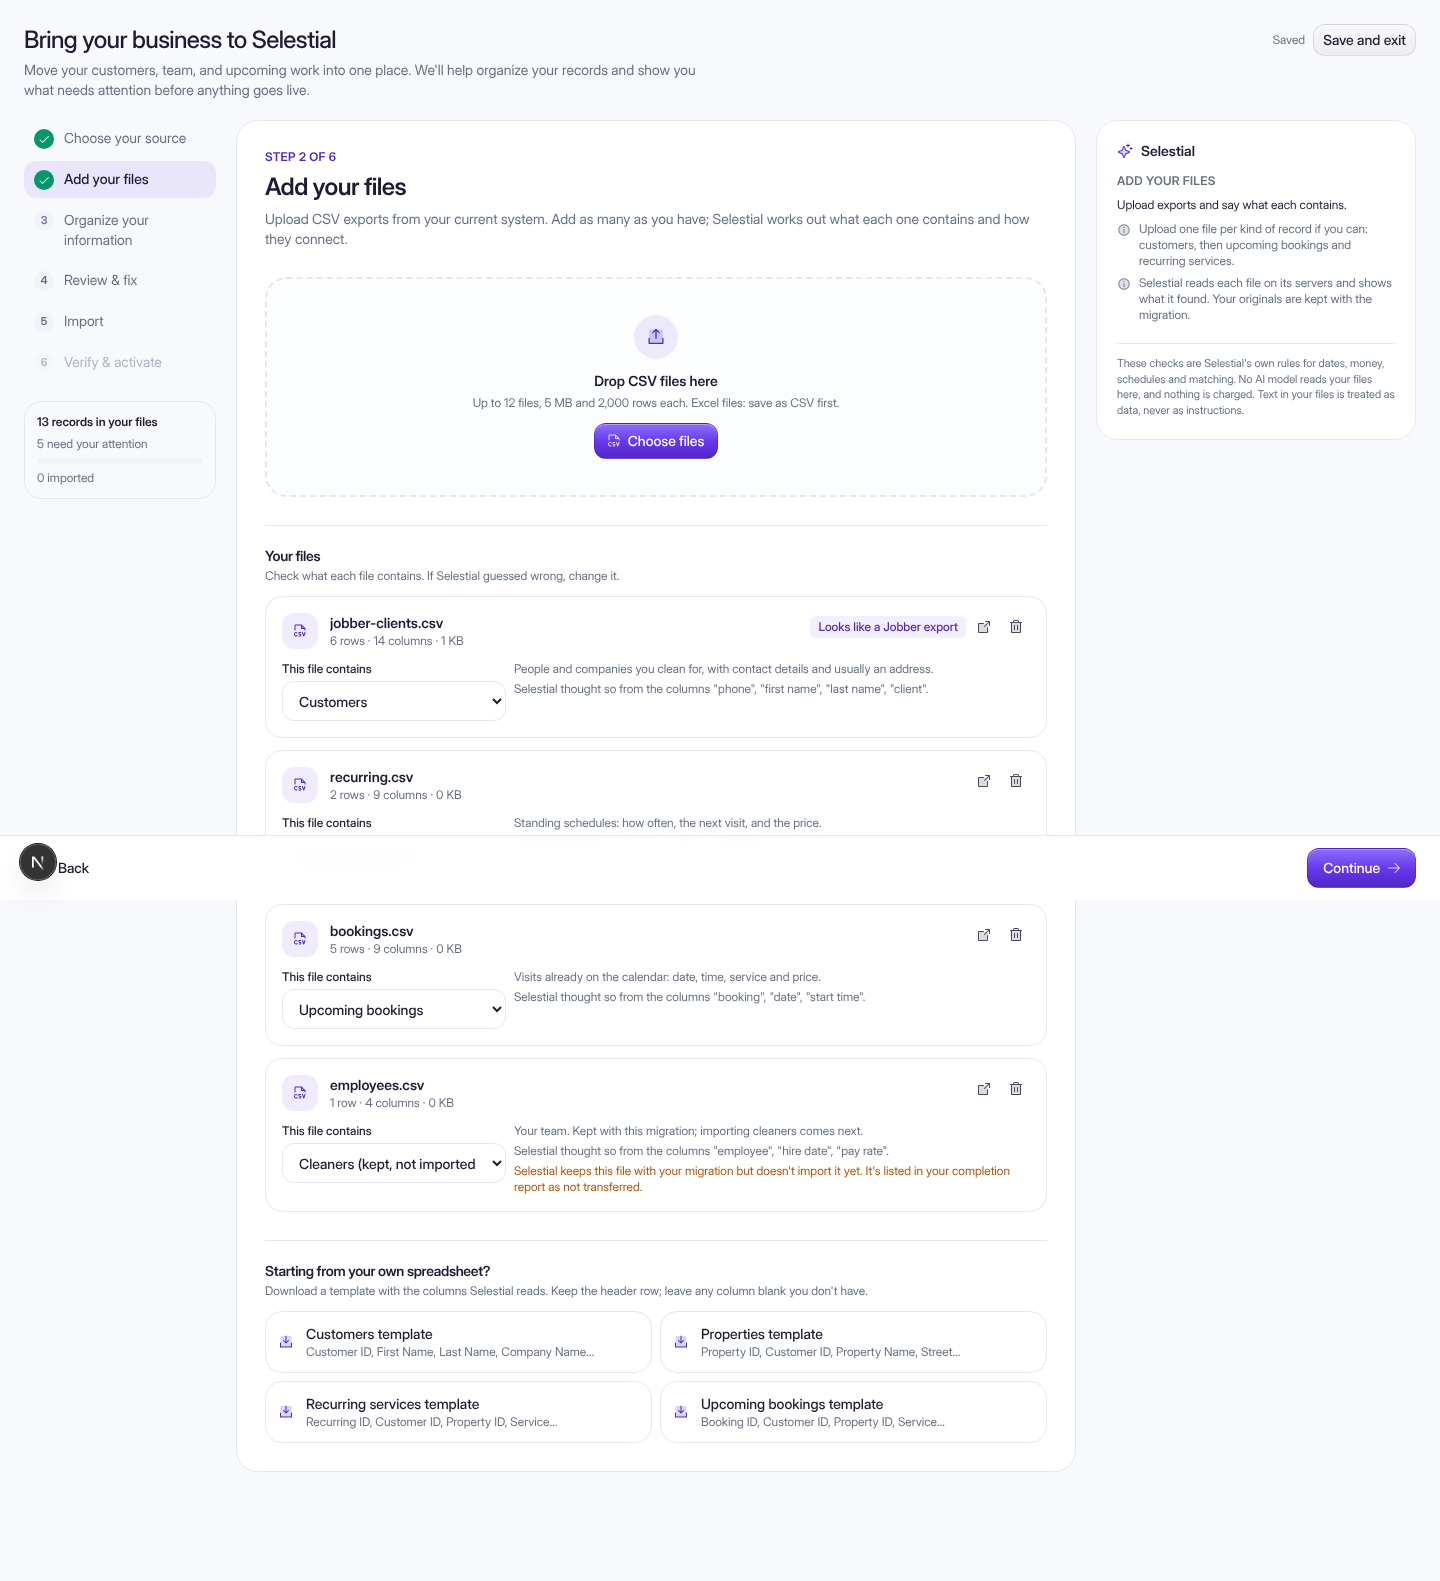 Bring your business to Selestial
Move your customers, team, and upcoming work into one place. We'll help organize your records and show you
what needs attention before anything goes live.
Saved
Save and exit
Choose your source
Add your files
3
Organize your
information
4
Review & fix
5
Import
6
Verify & activate
13 records in your files
5 need your attention
0 imported
STEP 2 OF 6
Add your files
Upload CSV exports from your current system. Add as many as you have; Selestial works out what each one contains and how
they connect.
Drop CSV files here
Up to 12 files, 5 MB and 2,000 rows each. Excel files: save as CSV first.
CSV
Choose files
Your files
Check what each file contains. If Selestial guessed wrong, change it.
CSV
jobber-clients.csv
6 rows · 14 columns · 1 KB
Looks like a Jobber export
This file contains
Customers
People and companies you clean for, with contact details and usually an address.
Selestial thought so from the columns "phone", "first name", "last name", "client".
CSV
recurring.csv
2 rows · 9 columns · 0 KB
This file contains
Standing schedules: how often, the next visit, and the price.
N
Back
Continue
CSV
bookings.csv
5 rows · 9 columns · 0 KB
This file contains
Upcoming bookings
Visits already on the calendar: date, time, service and price.
Selestial thought so from the columns "booking", "date", "start time".
CSV
employees.csv
1 row · 4 columns · 0 KB
This file contains
Cleaners (kept, not imported
Your team. Kept with this migration; importing cleaners comes next.
Selestial thought so from the columns "employee", "hire date", "pay rate".
Selestial keeps this file with your migration but doesn't import it yet. It's listed in your completion
report as not transferred.
Starting from your own spreadsheet?
Download a template with the columns Selestial reads. Keep the header row; leave any column blank you don't have.
Customers template
Customer ID, First Name, Last Name, Company Name...
Properties template
Property ID, Customer ID, Property Name, Street...
Recurring services template
Recurring ID, Customer ID, Property ID, Service...
Upcoming bookings template
Booking ID, Customer ID, Property ID, Service...
Selestial
ADD YOUR FILES
Upload exports and say what each contains.
Upload one file per kind of record if you can:
customers, then upcoming bookings and
recurring services.
Selestial reads each file on its servers and shows
what it found. Your originals are kept with the
migration.
These checks are Selestial's own rules for dates, money,
schedules and matching. No AI model reads your files
here, and nothing is charged. Text in your files is treated as
data, never as instructions.